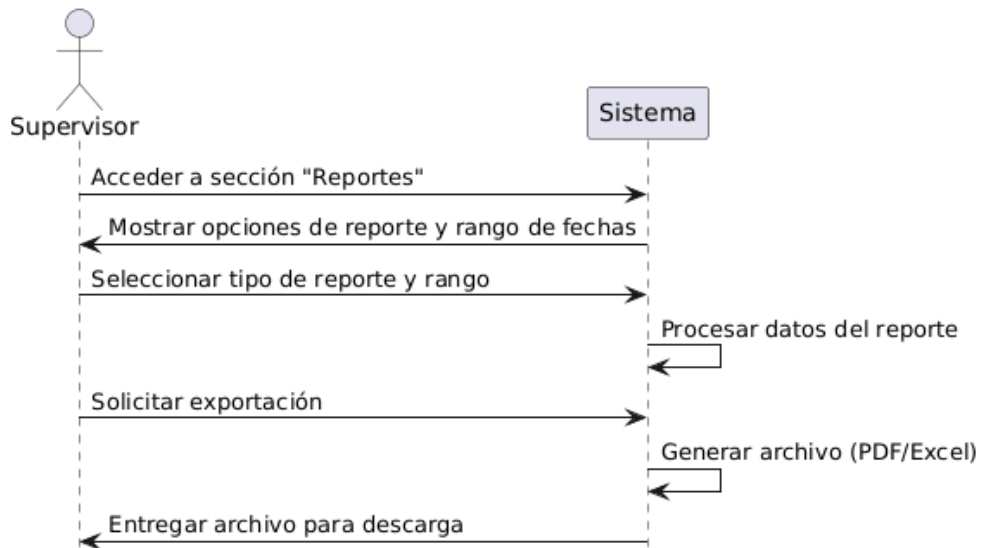 Supervisor
Sistema
Acceder a sección "Reportes"
Mostrar opciones de reporte y rango de fechas
Seleccionar tipo de reporte y rango
Procesar datos del reporte
Solicitar exportación
Generar archivo (PDF/Excel)
Entregar archivo para descarga